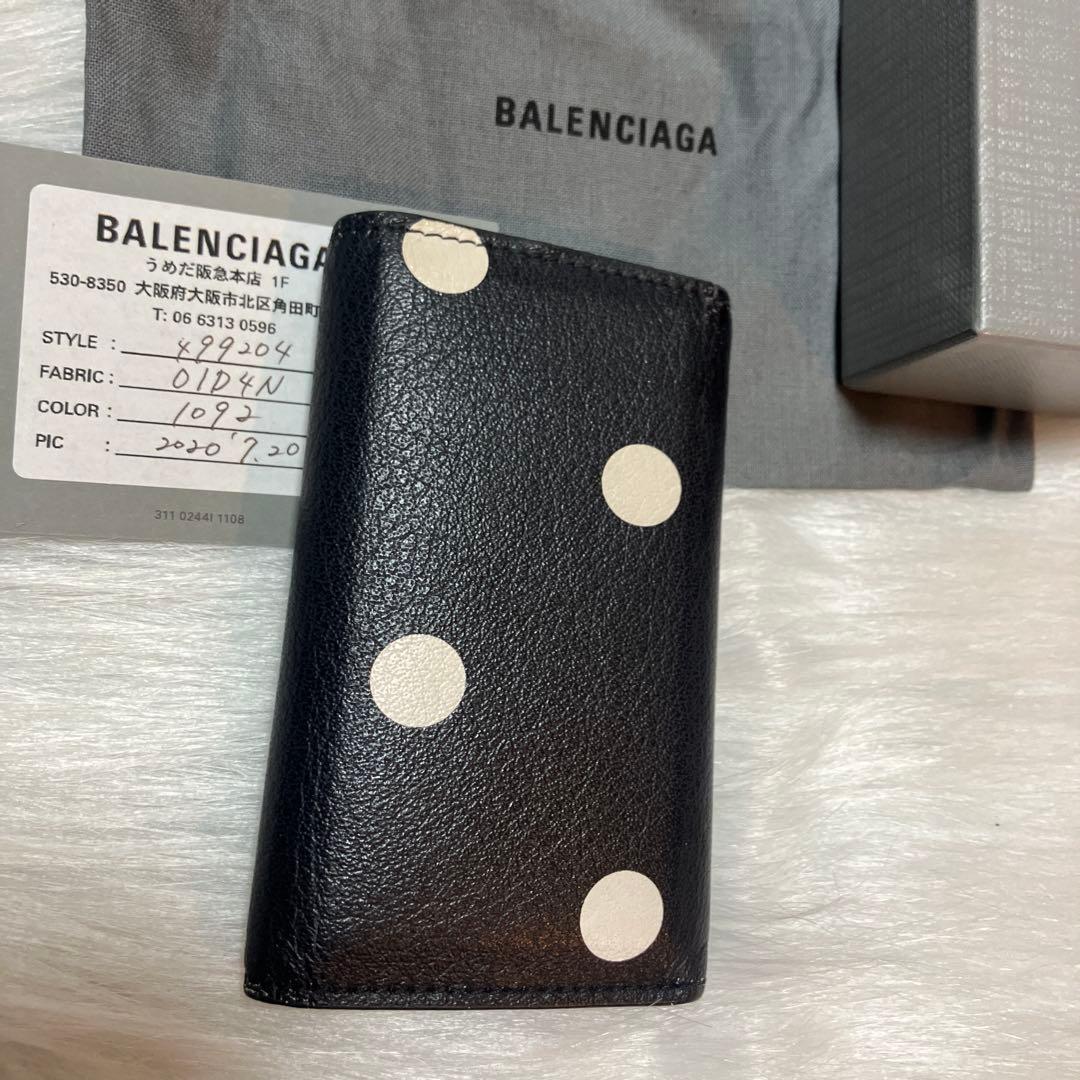 BALENCIAGA
BALENCIAGA
うめだ阪急本店 1F
530-8350 大阪府大阪市北区角田町
T: 06 6313 0596
STYLE : 499204
FABRIC : 01D4N
COLOR : 1092
PIC : 2020'7.20
311 0244I 1108